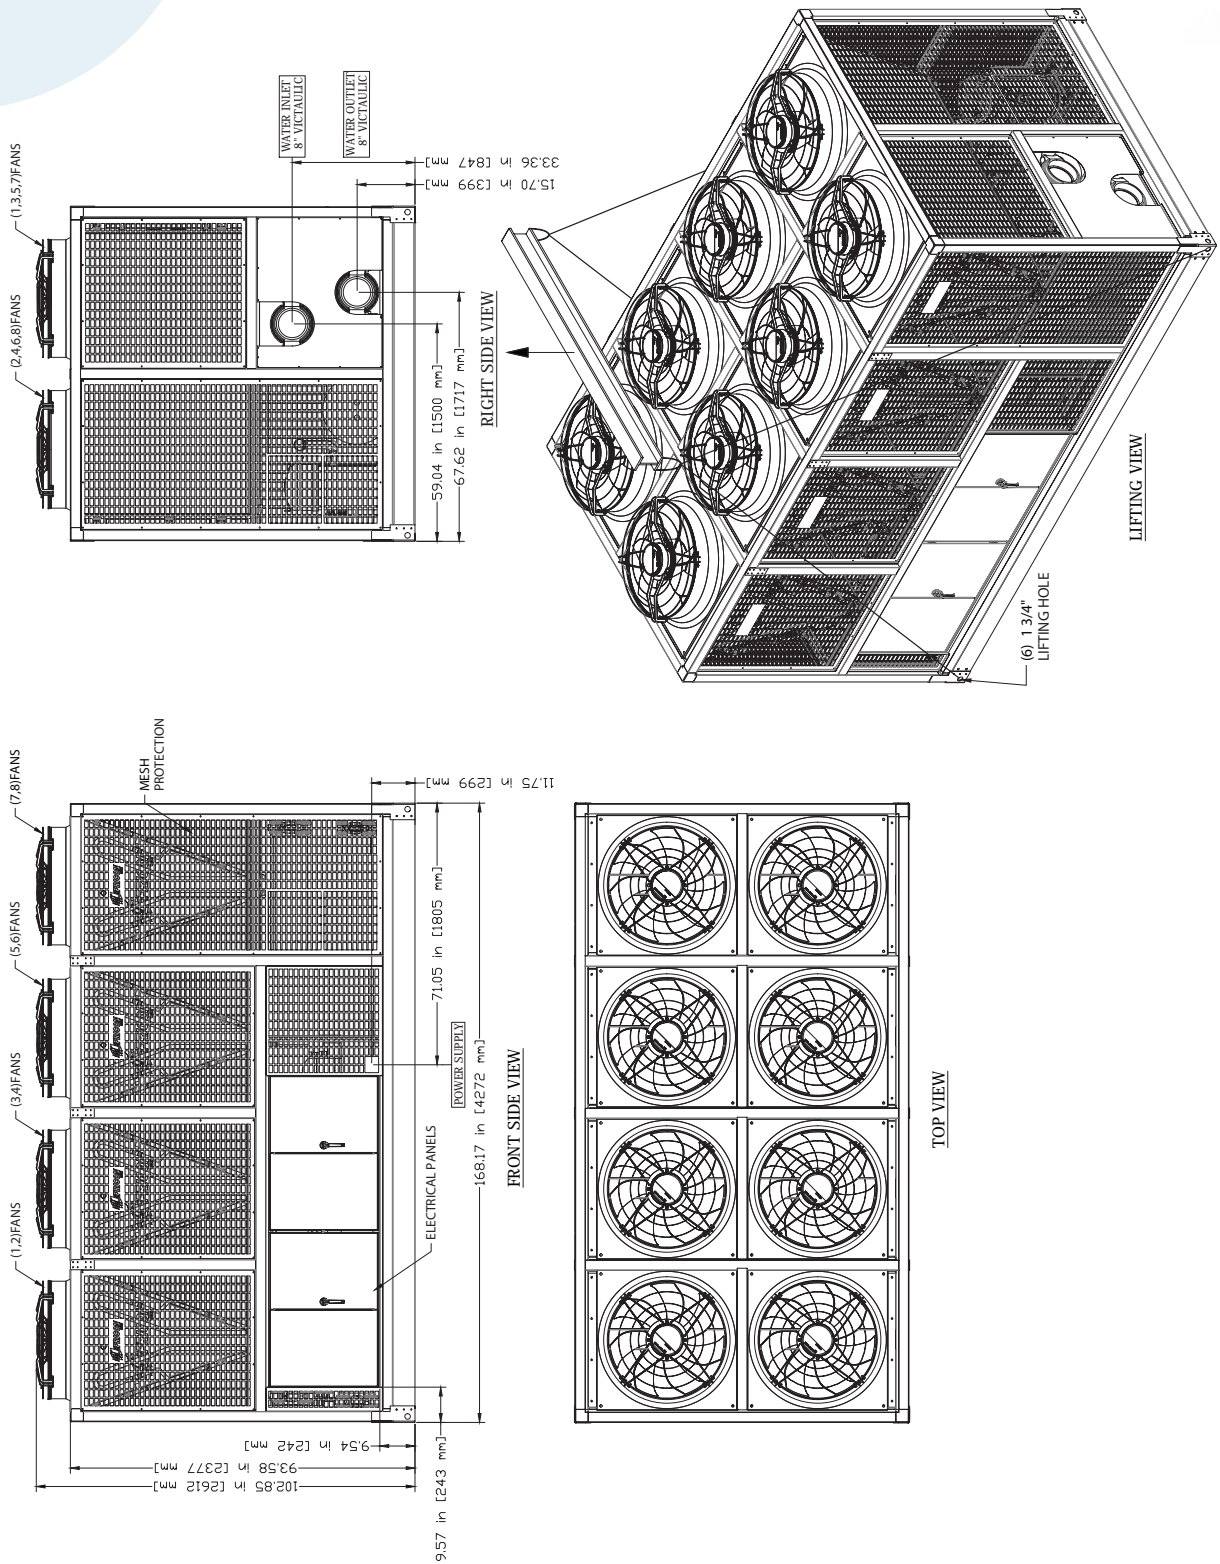 (1,2)FANS
(3,4)FANS
(5,6)FANS
(7,8)FANS
MESH
PROTECTION
102.85 in [2612 mm]
93.58 in [2377 mm]
9.54 in [242 mm]
9.57 in [243 mm]
11.75 in [299 mm]
71.05 in [1805 mm]
POWER SUPPLY
168.17 in [4272 mm]
ELECTRICAL PANELS
FRONT SIDE VIEW
TOP VIEW
(2,4,6,8)FANS
(1,3,5,7)FANS
WATER INLET
8" VICTAULIC
WATER OUTLET
8" VICTAULIC
33.36 in [847 mm]
15.70 in [399 mm]
59.04 in [1500 mm]
67.62 in [1717 mm]
RIGHT SIDE VIEW
(6) 1 3/4"
LIFTING HOLE
LIFTING VIEW